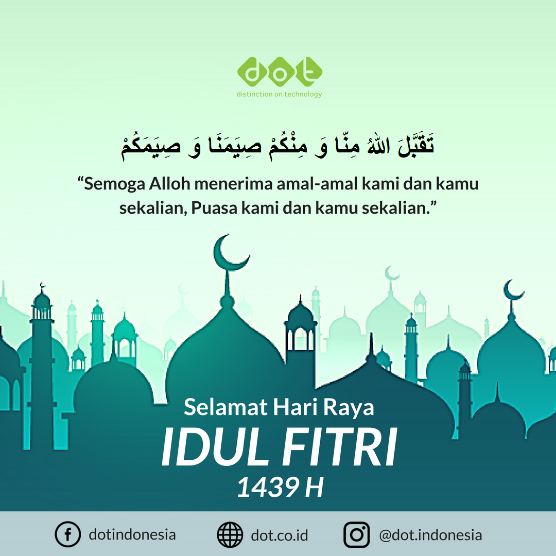 dot
distinction on technology
تَقَبَّلَ اللهُ مِنّا وَ مِنْكُمْ صِيَمَنَا وَ صِيَمَكُمْ
“Semoga Alloh menerima amal-amal kami dan kamu
sekalian, Puasa kami dan kamu sekalian.”
Selamat Hari Raya
IDUL FITRI
1439 H
dotindonesia
dot.co.id
@dot.indonesia